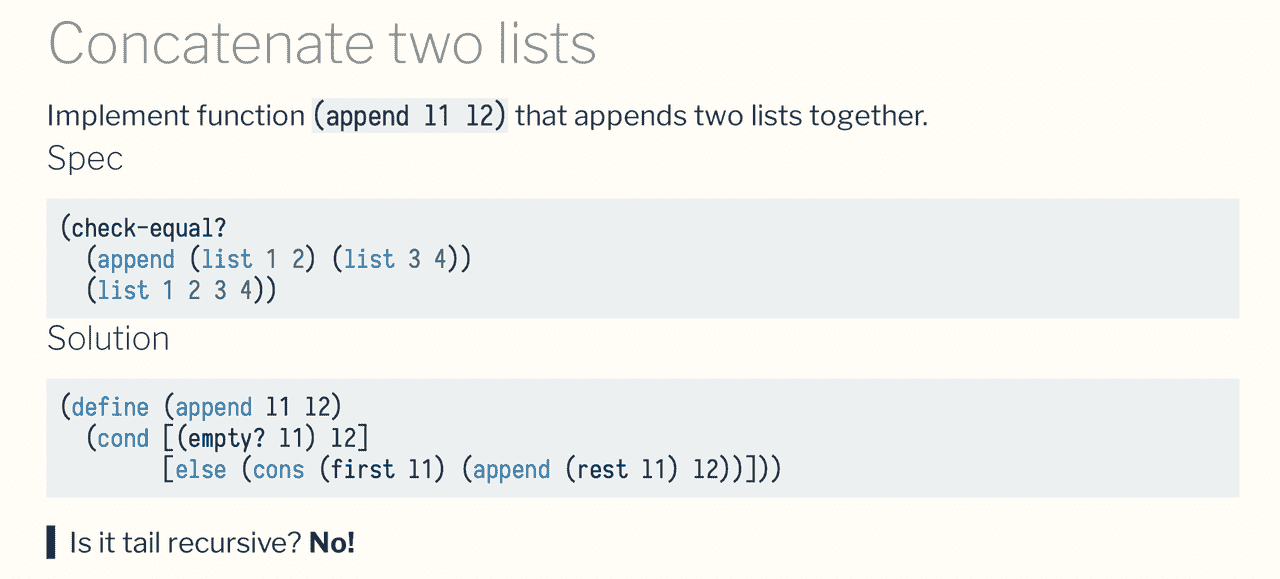 Concatenate two lists
Implement function (append l1 l2) that appends two lists together.
Spec
(check-equal?
  (append (list 1 2) (list 3 4))
  (list 1 2 3 4))
Solution
(define (append l1 l2)
  (cond [(empty? l1) l2]
        [else (cons (first l1) (append (rest l1) l2))]))
Is it tail recursive? No!